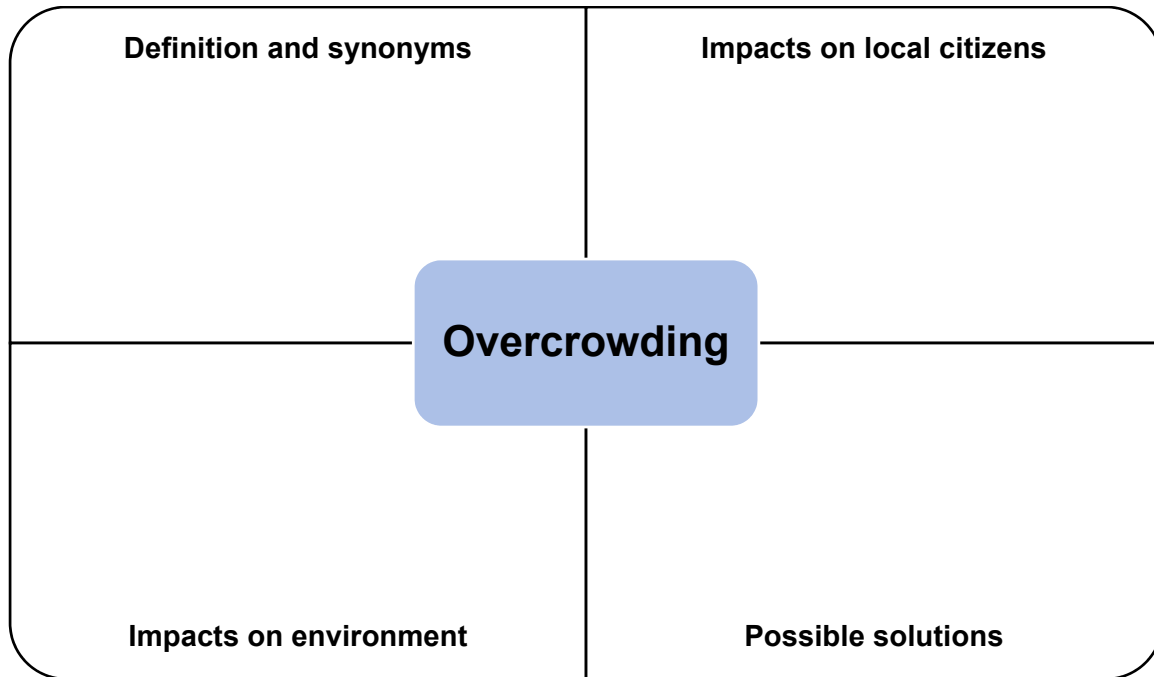 Definition and synonyms
Impacts on local citizens
Overcrowding
Impacts on environment
Possible solutions